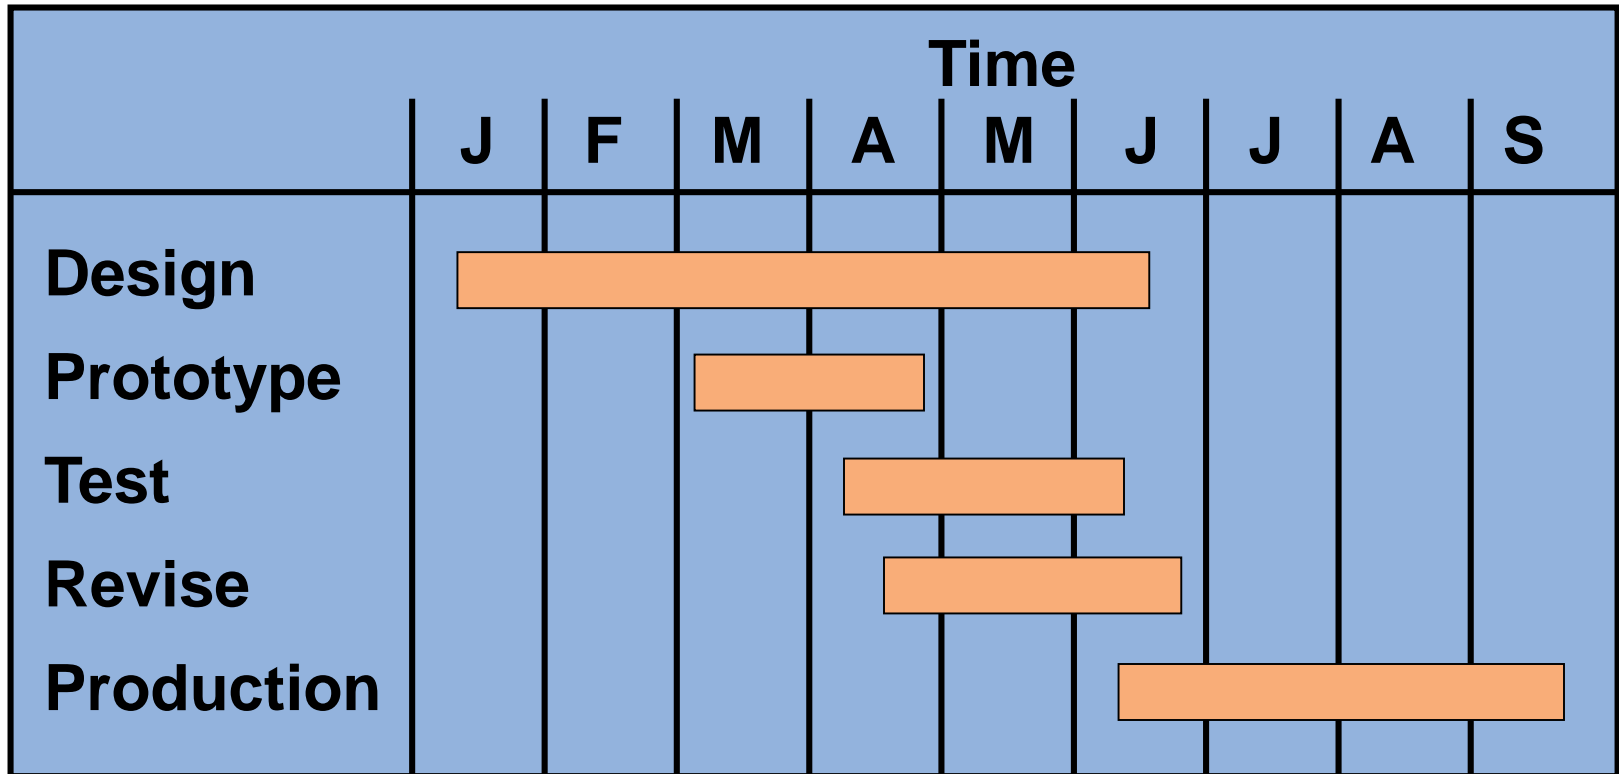 Time
J F M A M J J A S
Design
Prototype
Test
Revise
Production